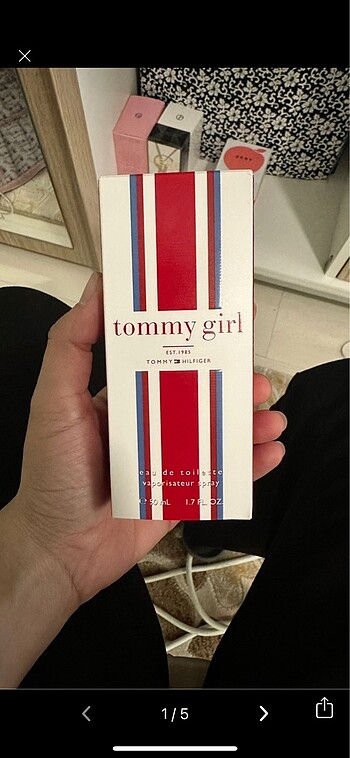 tommy girl
EST.1985
TOMMY HILFIGER
eau de toilette
vaporisateur spray
50 mL 1.7 FL. OZ.
1/5